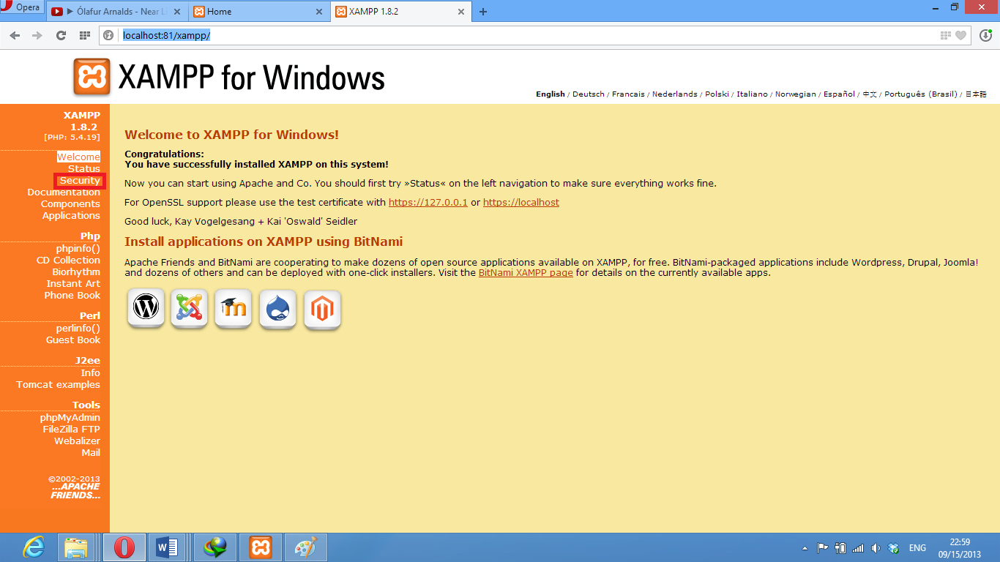 Opera
Ólafur Arnalds - Near Li
Home
XAMPP 1.8.2
localhost:81/xampp/
XAMPP for Windows
English / Deutsch / Francais / Nederlands / Polski / Italiano / Norwegian / Español / 中文 / Português (Brasil) / 日本語
XAMPP
1.8.2
[PHP: 5.4.19]
Welcome
Status
Security
Documentation
Components
Applications
Php
phpinfo()
CD Collection
Biorhythm
Instant Art
Phone Book
Perl
perlinfo()
Guest Book
J2ee
Info
Tomcat examples
Tools
phpMyAdmin
FileZilla FTP
Webalizer
Mail
©2002-2013
...APACHE
FRIENDS...
Welcome to XAMPP for Windows!
Congratulations:
You have successfully installed XAMPP on this system!
Now you can start using Apache and Co. You should first try »Status« on the left navigation to make sure everything works fine.
For OpenSSL support please use the test certificate with https://127.0.0.1 or https://localhost
Good luck, Kay Vogelgesang + Kai 'Oswald' Seidler
Install applications on XAMPP using BitNami
Apache Friends and BitNami are cooperating to make dozens of open source applications available on XAMPP, for free. BitNami-packaged applications include Wordpress, Drupal, Joomla!
and dozens of others and can be deployed with one-click installers. Visit the BitNami XAMPP page for details on the currently available apps.
ENG
22:59
09/15/2013